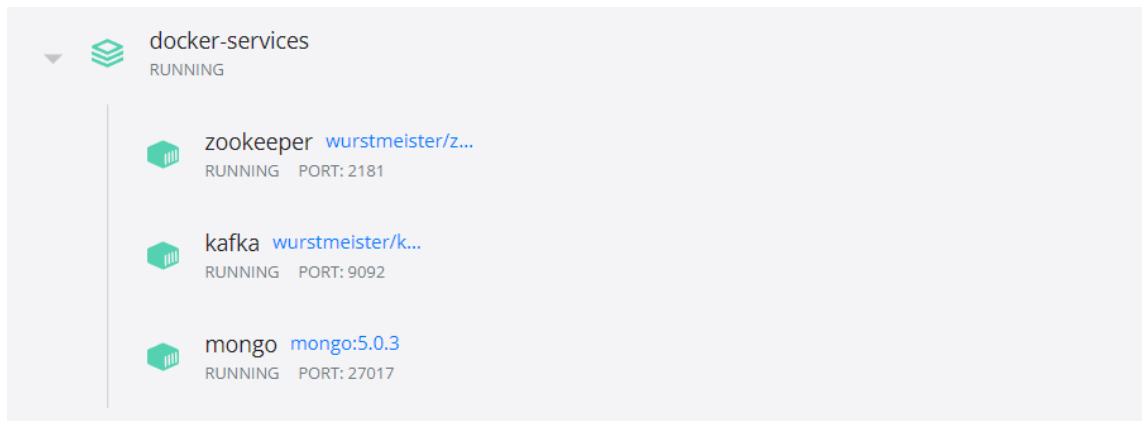 docker-services
RUNNING
zookeeper wurstmeister/z...
RUNNING PORT: 2181
kafka wurstmeister/k...
RUNNING PORT: 9092
mongo mongo:5.0.3
RUNNING PORT: 27017